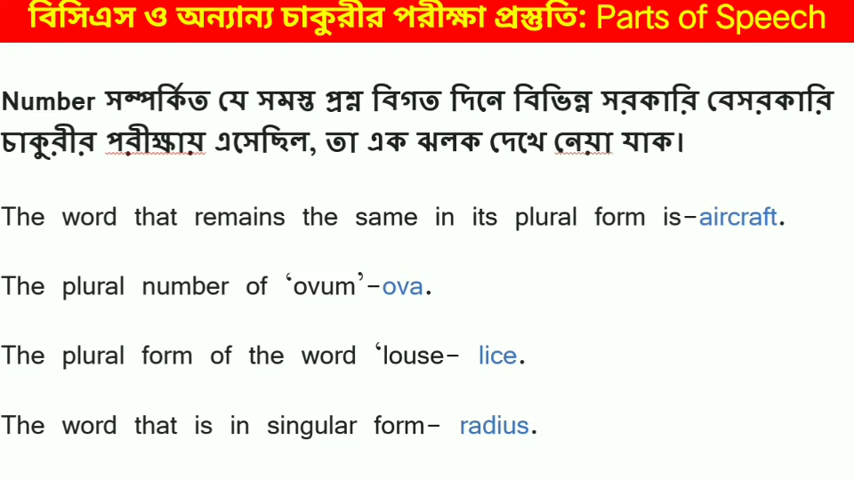 বিসিএস ও অন্যান্য চাকুরীর পরীক্ষা প্রস্তুতি: Parts of Speech
Number সম্পর্কিত যে সমস্ত প্রশ্ন বিগত দিনে বিভিন্ন সরকারি বেসরকারি
চাকুরীর পরীক্ষায় এসেছিল, তা এক ঝলক দেখে নেয়া যাক।
The word that remains the same in its plural form is-aircraft.
The plural number of ‘ovum’-ova.
The plural form of the word ‘louse- lice.
The word that is in singular form- radius.